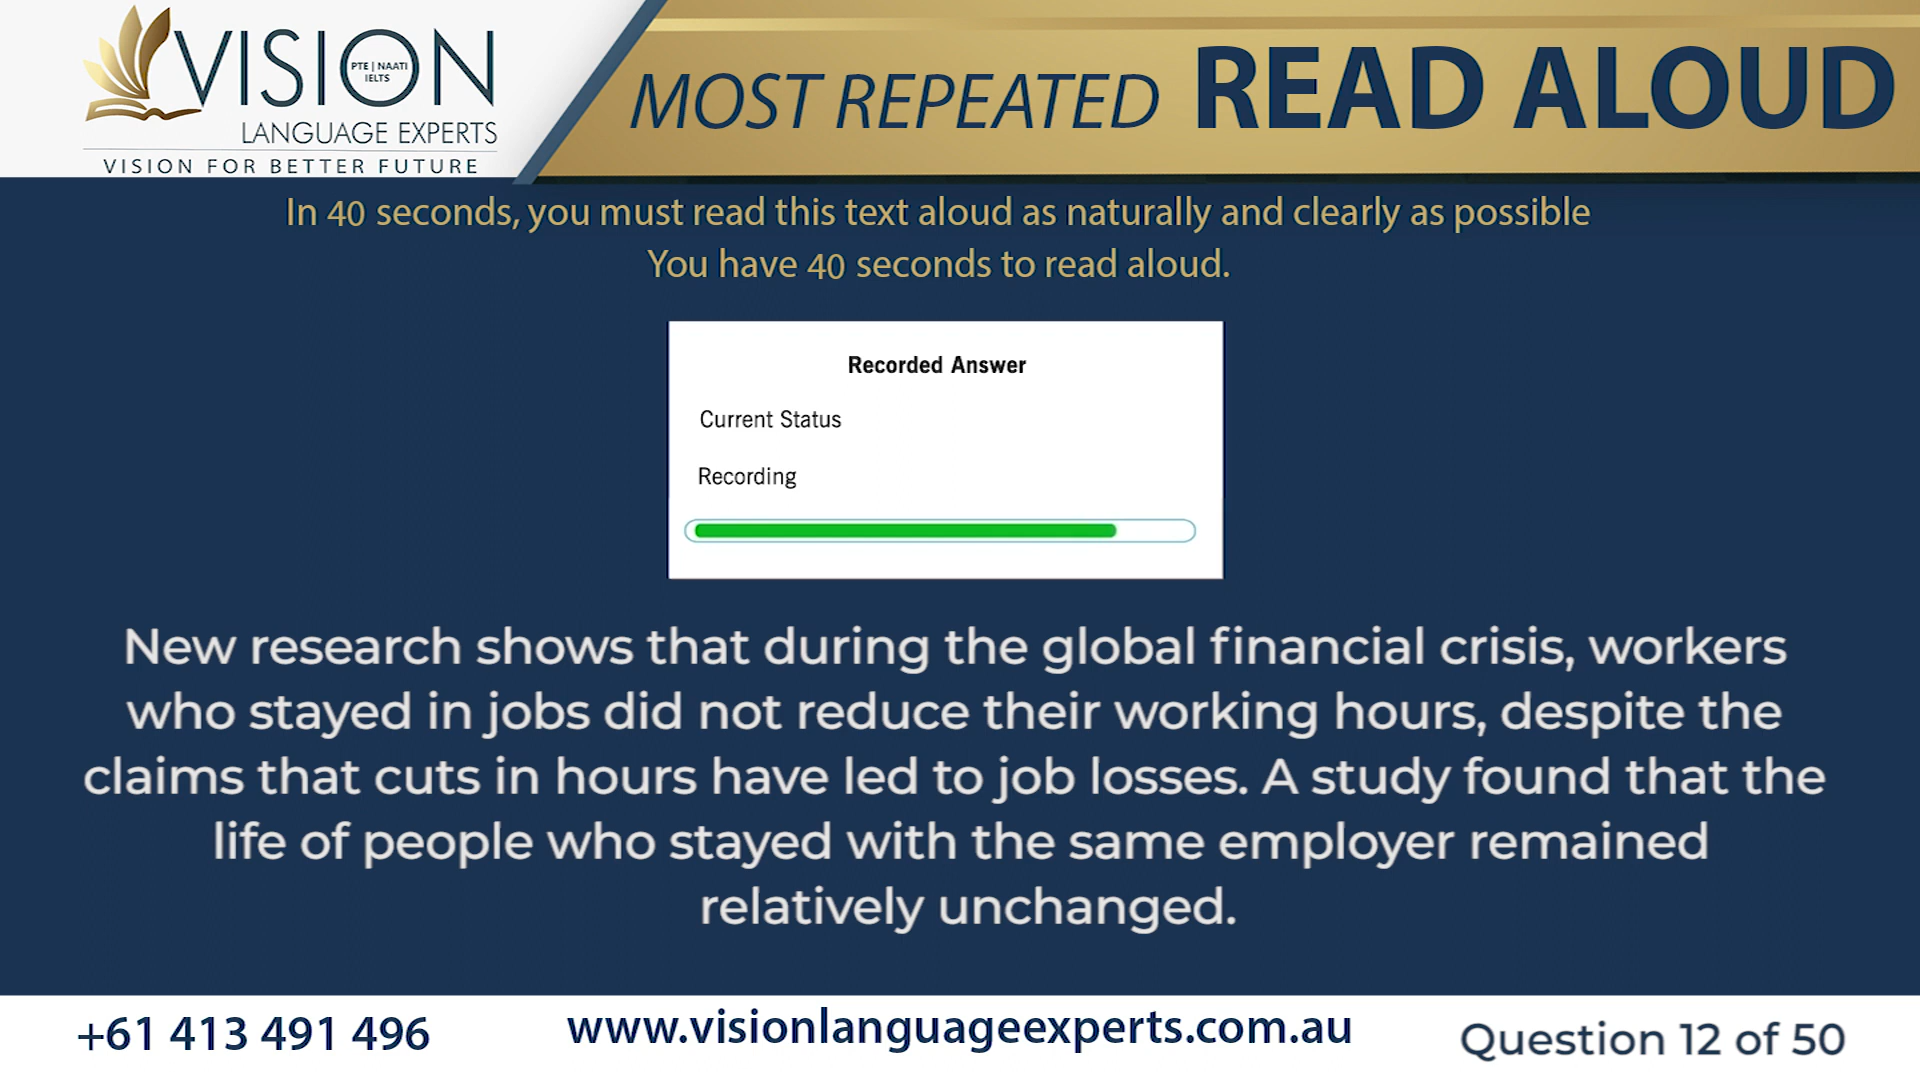 VISION
PTE | NAATI
IELTS
LANGUAGE EXPERTS
VISION FOR BETTER FUTURE
MOST REPEATED READ ALOUD
In 40 seconds, you must read this text aloud as naturally and clearly as possible
You have 40 seconds to read aloud.
Recorded Answer
Current Status
Recording
New research shows that during the global financial crisis, workers
who stayed in jobs did not reduce their working hours, despite the
claims that cuts in hours have led to job losses. A study found that the
life of people who stayed with the same employer remained
relatively unchanged.
+61 413 491 496
www.visionlanguageexperts.com.au
Question 12 of 50